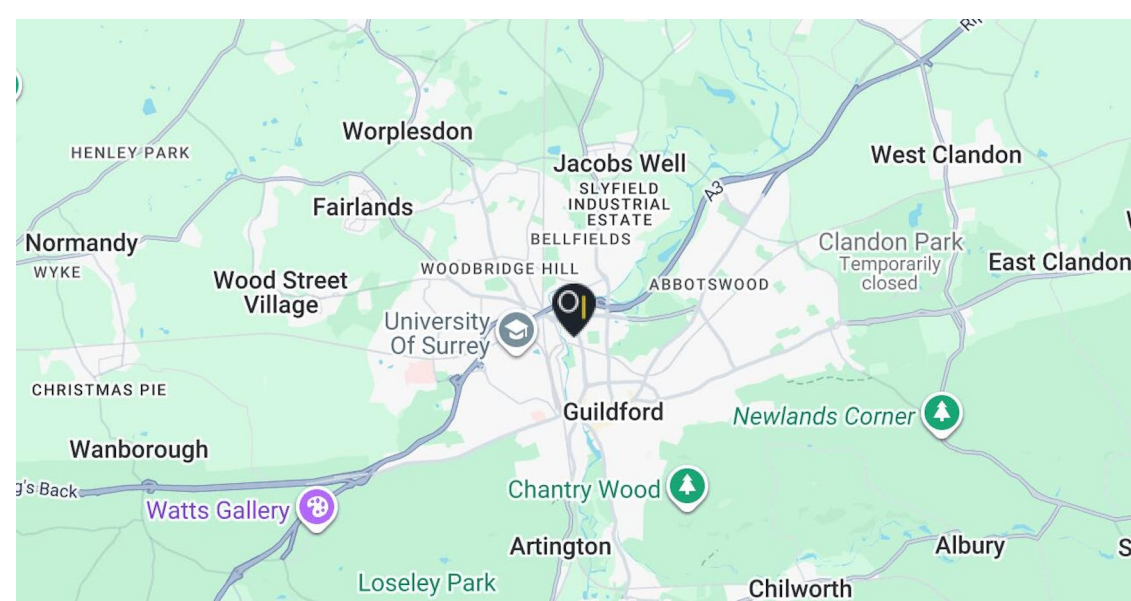 Worplesdon
HENLEY PARK
Jacobs Well
West Clandon
SLYFIELD
INDUSTRIAL
ESTATE
A3
Fairlands
BELLFIELDS
Normandy
Clandon Park
Temporarily
closed
WYKE
East Clandon
WOODBRIDGE HILL
Wood Street
Village
ABBOTSWOOD
University
Of Surrey
CHRISTMAS PIE
Guildford
Newlands Corner
Wanborough
g's Back
Chantry Wood
Watts Gallery
Artington
Albury
Loseley Park
Chilworth